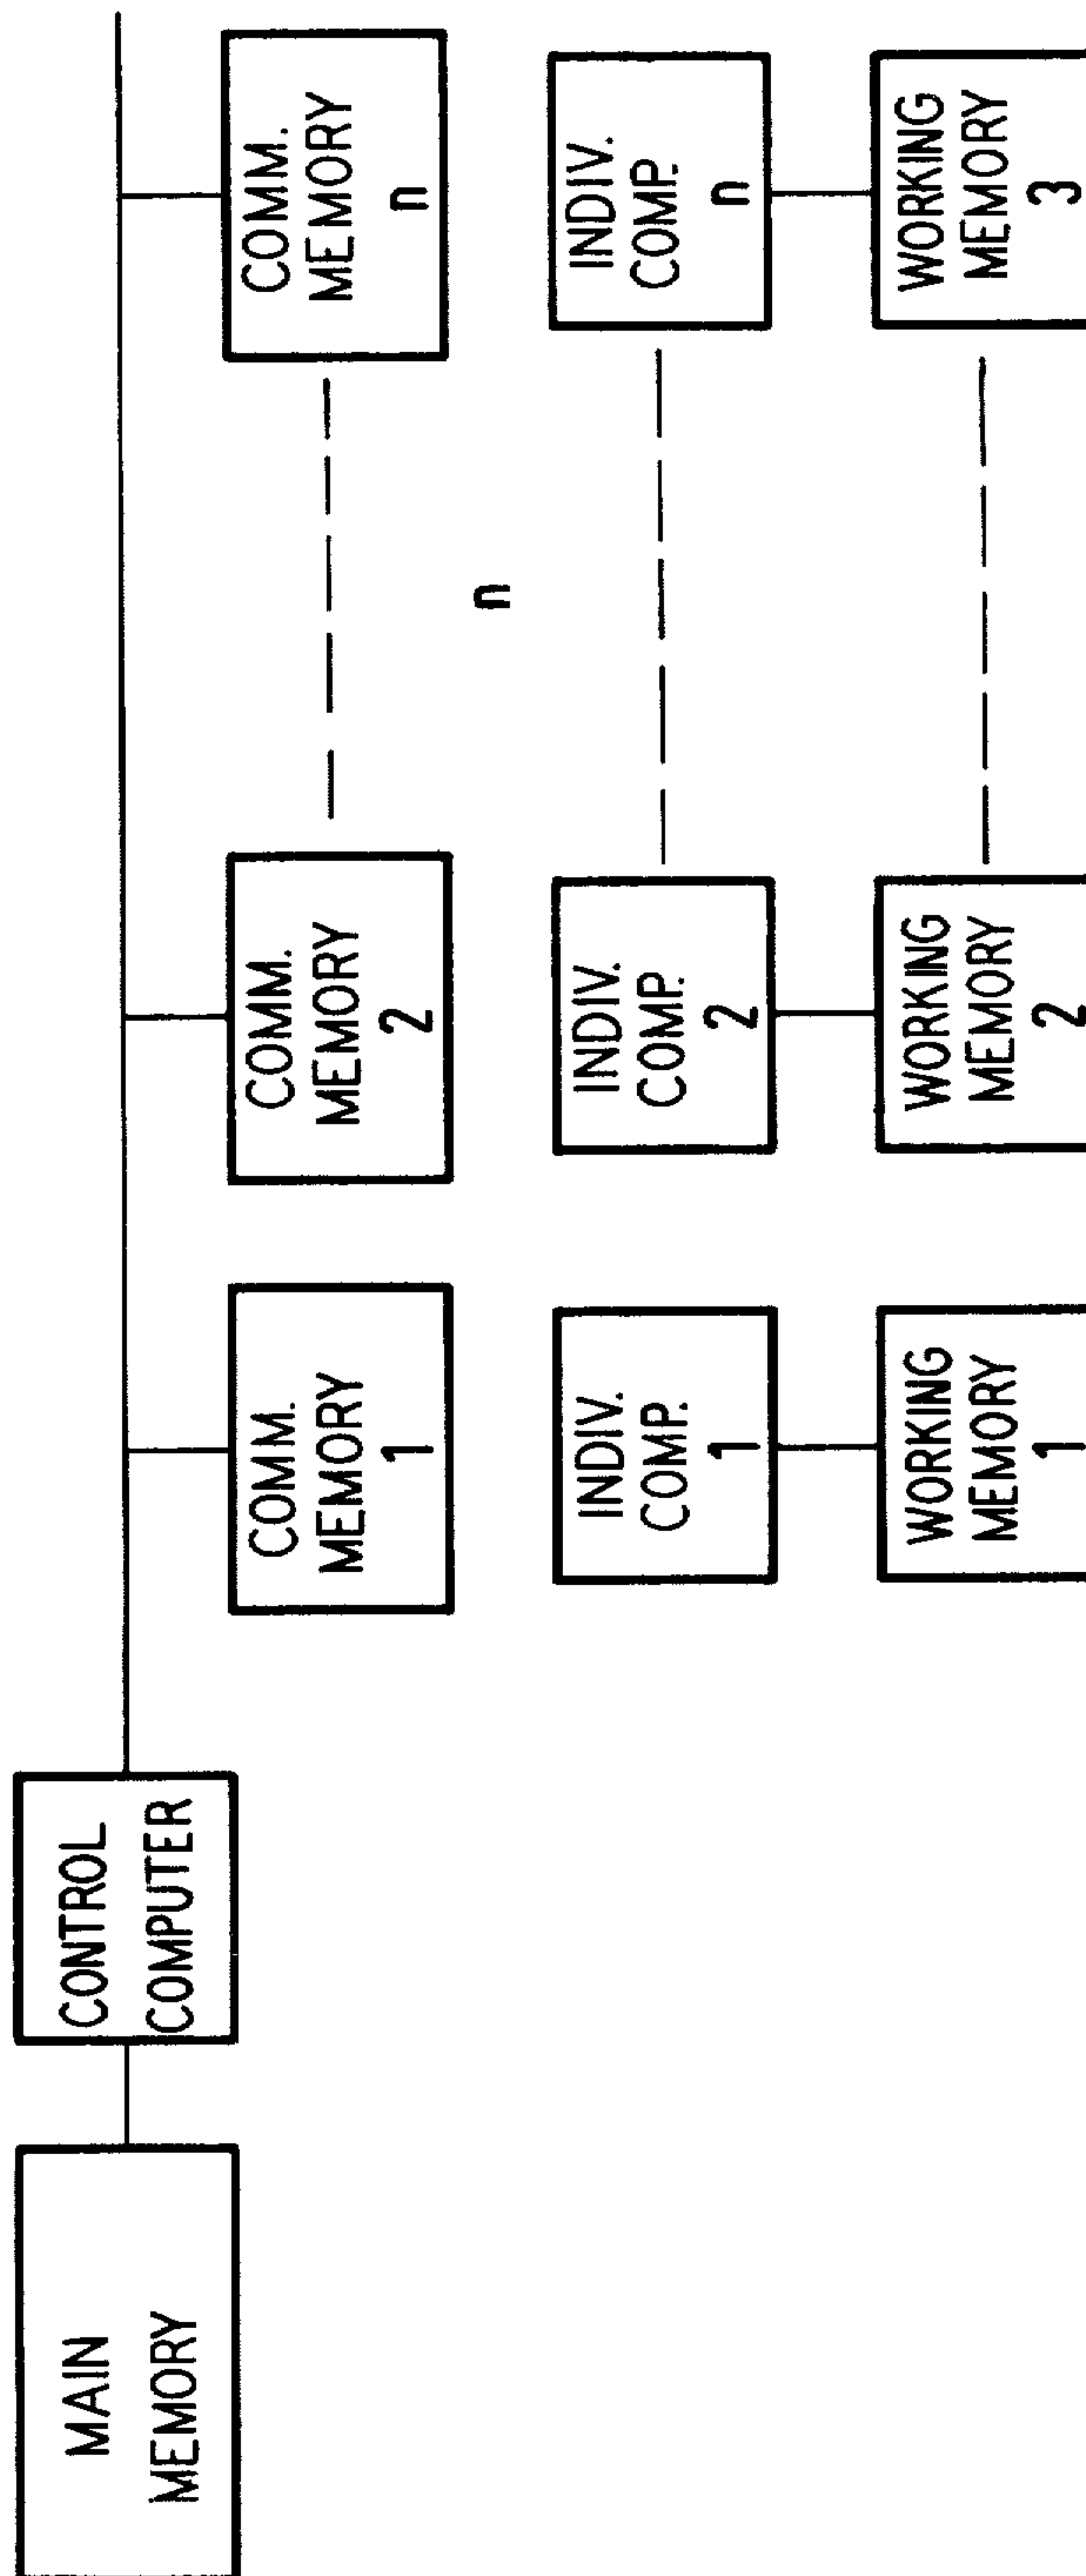 MAIN
MEMORY
CONTROL
COMPUTER
COMM.
MEMORY
1
COMM.
MEMORY
2
COMM.
MEMORY
n
n
INDIV.
COMP.
1
INDIV.
COMP.
2
INDIV.
COMP.
n
WORKING
MEMORY
1
WORKING
MEMORY
2
WORKING
MEMORY
3